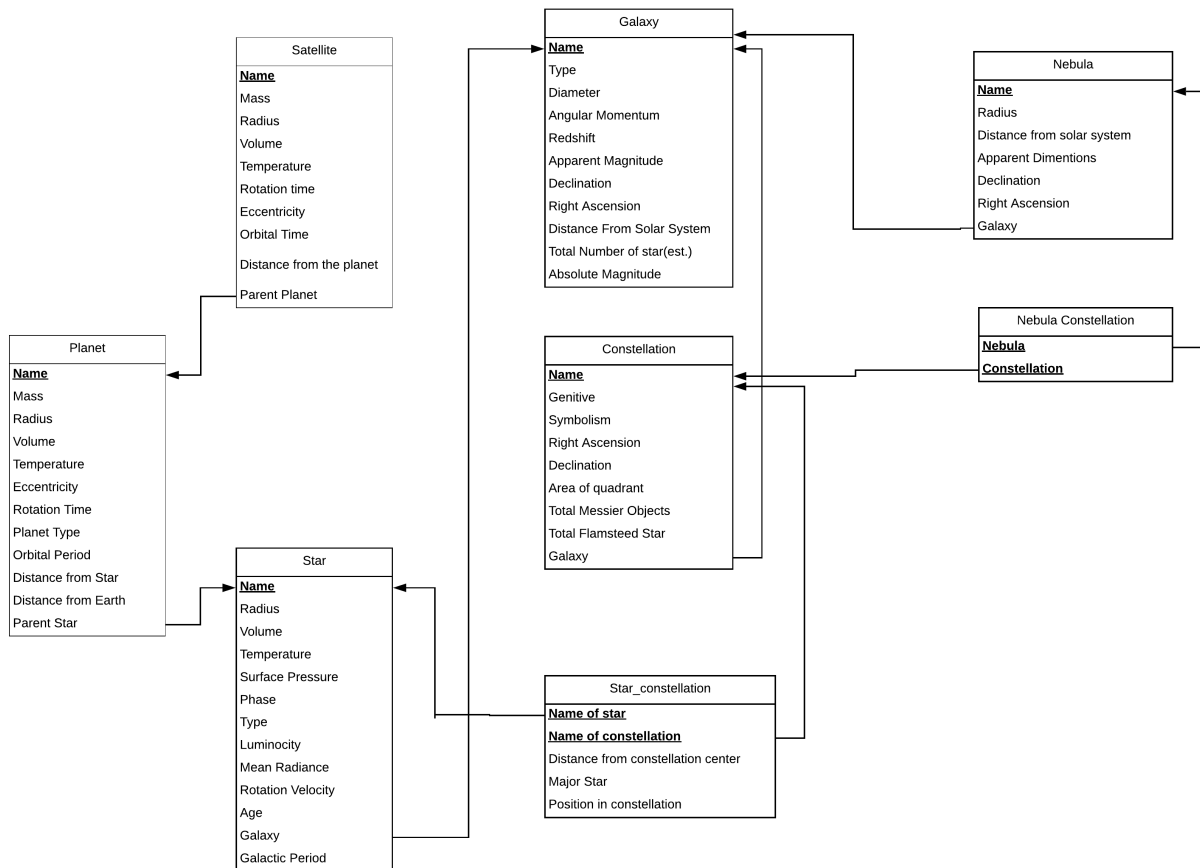 Satellite
Name
Mass
Radius
Volume
Temperature
Rotation time
Eccentricity
Orbital Time
Distance from the planet
Parent Planet
Galaxy
Name
Type
Diameter
Angular Momentum
Redshift
Apparent Magnitude
Declination
Right Ascension
Distance From Solar System
Total Number of star(est.)
Absolute Magnitude
Nebula
Name
Radius
Distance from solar system
Apparent Dimentions
Declination
Right Ascension
Galaxy
Planet
Name
Mass
Radius
Volume
Temperature
Eccentricity
Rotation Time
Planet Type
Orbital Period
Distance from Star
Distance from Earth
Parent Star
Constellation
Name
Genitive
Symbolism
Right Ascension
Declination
Area of quadrant
Total Messier Objects
Total Flamsteed Star
Galaxy
Nebula Constellation
Nebula
Constellation
Star
Name
Radius
Volume
Temperature
Surface Pressure
Phase
Type
Luminocity
Mean Radiance
Rotation Velocity
Age
Galaxy
Galactic Period
Star_constellation
Name of star
Name of constellation
Distance from constellation center
Major Star
Position in constellation